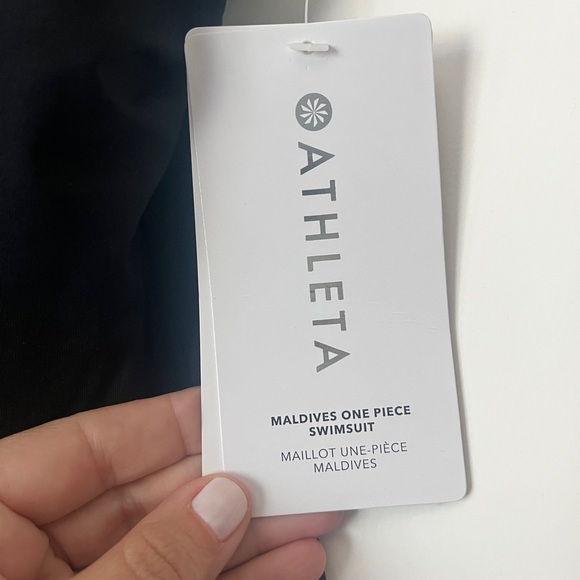 ATHLETA
MALDIVES ONE PIECE
SWIMSUIT
MAILLOT UNE-PIÈCE
MALDIVES